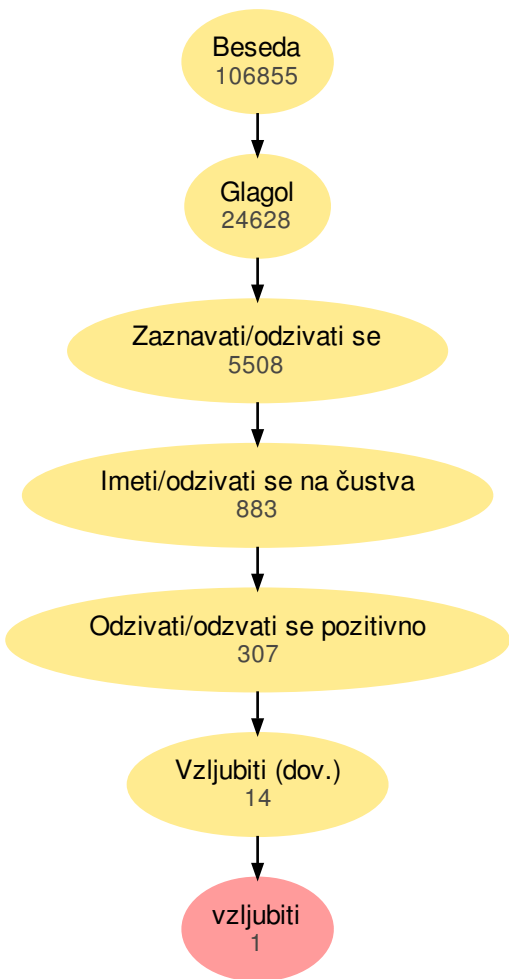 Beseda
106855
Glagol
24628
Zaznavati/odzivati se
5508
Imeti/odzivati se na čustva
883
Odzivati/odzvati se pozitivno
307
Vzljubiti (dov.)
14
vzljubiti
1